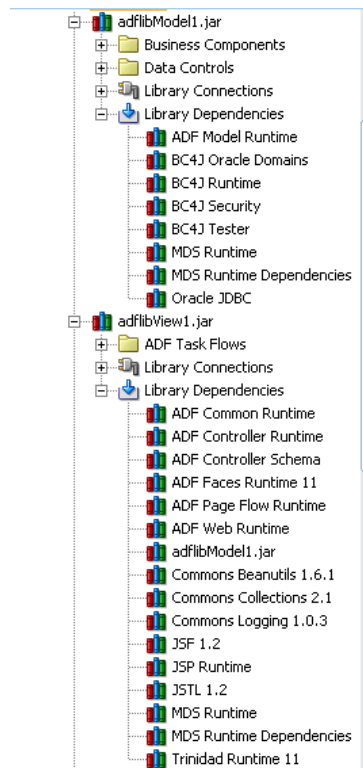 adflibModel1.jar
Business Components
Data Controls
Library Connections
Library Dependencies
ADF Model Runtime
BC4J Oracle Domains
BC4J Runtime
BC4J Security
BC4J Tester
MDS Runtime
MDS Runtime Dependencies
Oracle JDBC
adflibView1.jar
ADF Task Flows
Library Connections
Library Dependencies
ADF Common Runtime
ADF Controller Runtime
ADF Controller Schema
ADF Faces Runtime 11
ADF Page Flow Runtime
ADF Web Runtime
adflibModel1.jar
Commons Beanutils 1.6.1
Commons Collections 2.1
Commons Logging 1.0.3
JSF 1.2
JSP Runtime
JSTL 1.2
MDS Runtime
MDS Runtime Dependencies
Trinidad Runtime 11